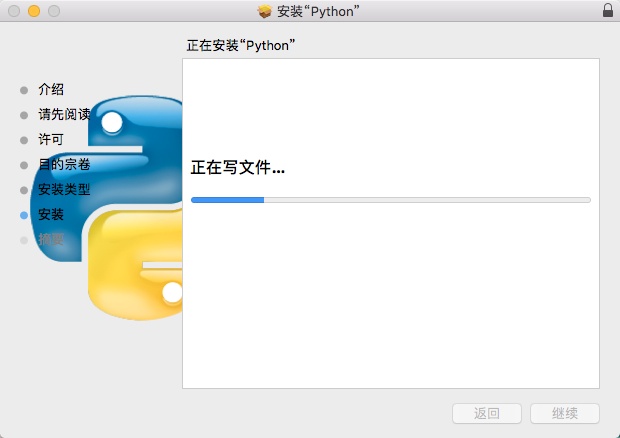 安装“Python”
正在安装“Python”
介绍
请先阅读
许可
目的宗卷
安装类型
安装
摘要
正在写文件...
返回
继续